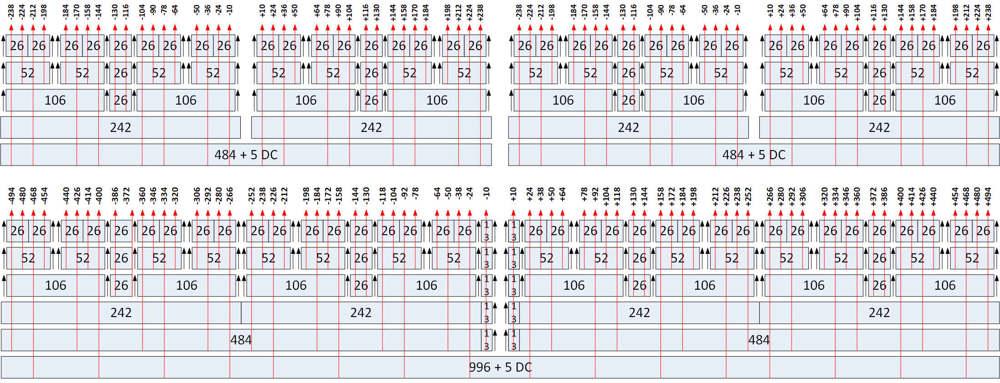 -238 -224 -212 -198 -184 -170 -158 -144 -130 -116 -104 -90 -78 -64 -50 -36 -24 -10 +10 +24 +36 +50 +64 +78 +90 +104 +116 +130 +144 +158 +170 +184 +198 +212 +224 +238 -238 -224 -212 -198 -184 -170 -158 -144 -130 -116 -104 -90 -78 -64 -50 -36 -24 -10 +10 +24 +36 +50 +64 +78 +90 +104 +116 +130 +144 +158 +170 +184 +198 +212 +224 +238
26 26 26 26 26 26 26 26 26 26 26 26 26 26 26 26 26 26 26 26 26 26 26 26 26 26 26 26 26 26 26 26 26 26 26 26
52 52 26 52 52 52 52 26 52 52 52 52 26 52 52 52 52 26 52 52
106 26 106 106 26 106 106 26 106 106 26 106
242 242 242 242
484 + 5 DC 484 + 5 DC
-494 -480 -468 -454 -440 -426 -414 -400 -386 -372 -360 -346 -334 -320 -306 -292 -280 -266 -252 -238 -226 -212 -198 -184 -172 -158 -144 -130 -118 -104 -92 -78 -64 -50 -38 -24 -10 +10 +24 +38 +50 +64 +78 +92 +104 +118 +130 +144 +158 +172 +184 +198 +212 +226 +238 +252 +266 +280 +292 +306 +320 +334 +346 +360 +372 +386 +400 +414 +426 +440 +454 +468 +480 +494
26 26 26 26 26 26 26 26 26 26 26 26 26 26 26 26 26 26 13 13 26 26 26 26 26 26 26 26 26 26 26 26 26 26 26 26 26 26
52 52 26 52 52 52 52 26 52 52 13 13 52 52 26 52 52 52 52 26 52 52
106 26 106 106 26 106 13 13 106 26 106 106 26 106
242 242 13 13 242 242
484 13 13 484
996 + 5 DC